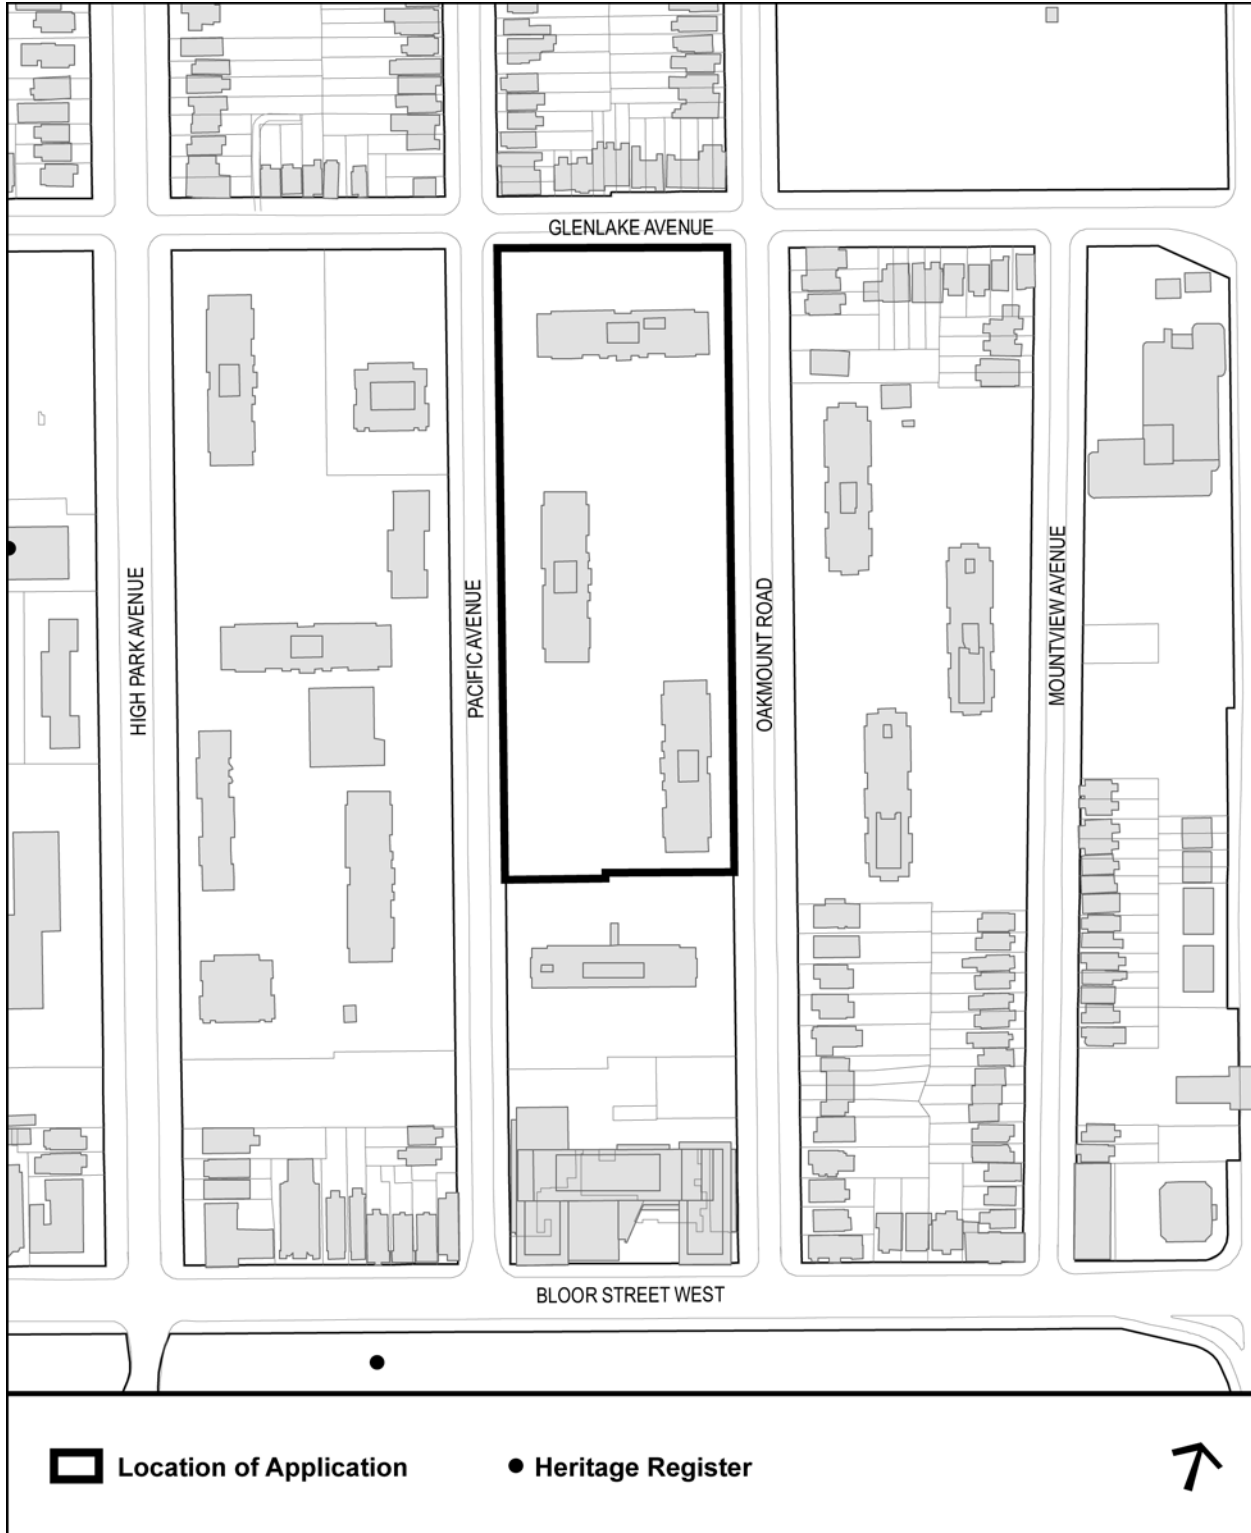 GLENLAKE AVENUE
HIGH PARK AVENUE
PACIFIC AVENUE
OAKMOUNT ROAD
MOUNTVIEW AVENUE
BLOOR STREET WEST
Location of Application
Heritage Register